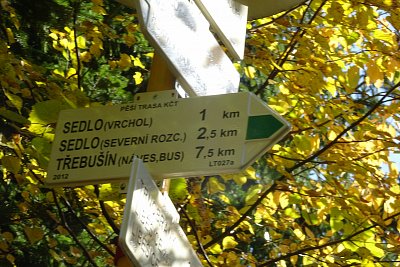 PĚŠÍ TRASA KČT
SEDLO (VRCHOL) 1 KM
SEDLO (SEVERNÍ ROZC.) 2,5 KM
TŘEBUŠÍN (NÁVES, BUS) 7,5 KM
2012 LT027a